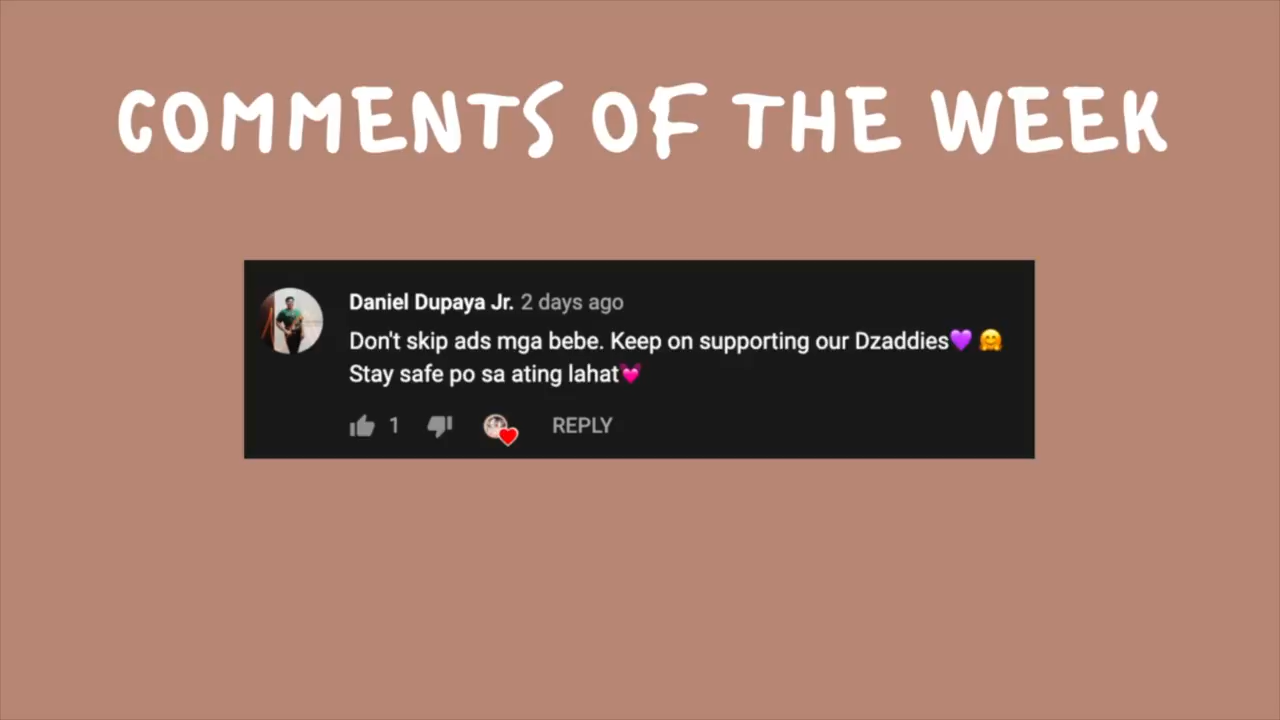 COMMENTS OF THE WEEK
Daniel Dupaya Jr. 2 days ago
Don't skip ads mga bebe. Keep on supporting our Dzaddies💜 🤗
Stay safe po sa ating lahat💓
1 REPLY